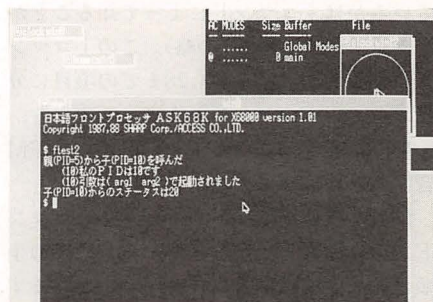 AC MODES Size Buffer File
...... Global Modes
@ ...... 0 main
日本語フロントプロセッサ ASK68K for X68000 version 1.01
Copyright 1987,88 SHARP Corp./ACCESS CO.,LTD.
$ ftest2
親(PID=5)から子(PID=10)を呼んだ
(10)私のPIDは10です
(10)引数は( arg1 arg2 )で起動されました
子(PID=10)からのステータスは20
$